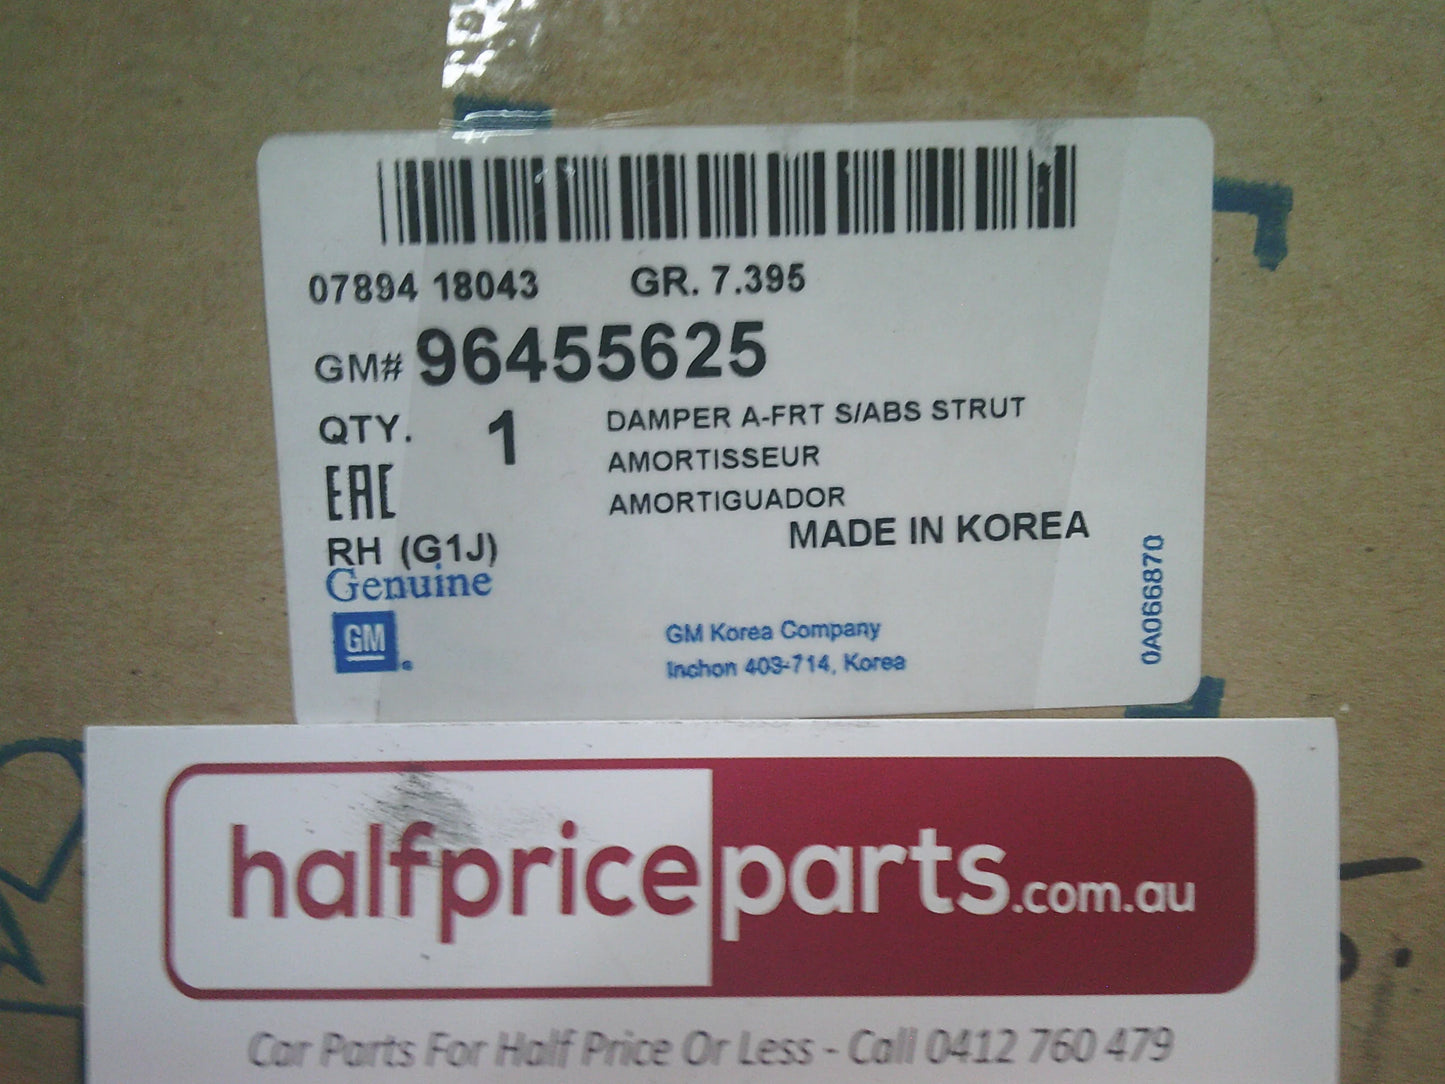 07894 18043 GR. 7.395
GM# 96455625
QTY. 1 DAMPER A-FRT S/ABS STRUT
AMORTISSEUR
EAC AMORTIGUADOR
MADE IN KOREA
RH (G1J)
Genuine
GM
GM Korea Company
Inchon 403-714, Korea
0A066870
halfpriceparts.com.au
Car Parts For Half Price Or Less - Call 0412 760 479